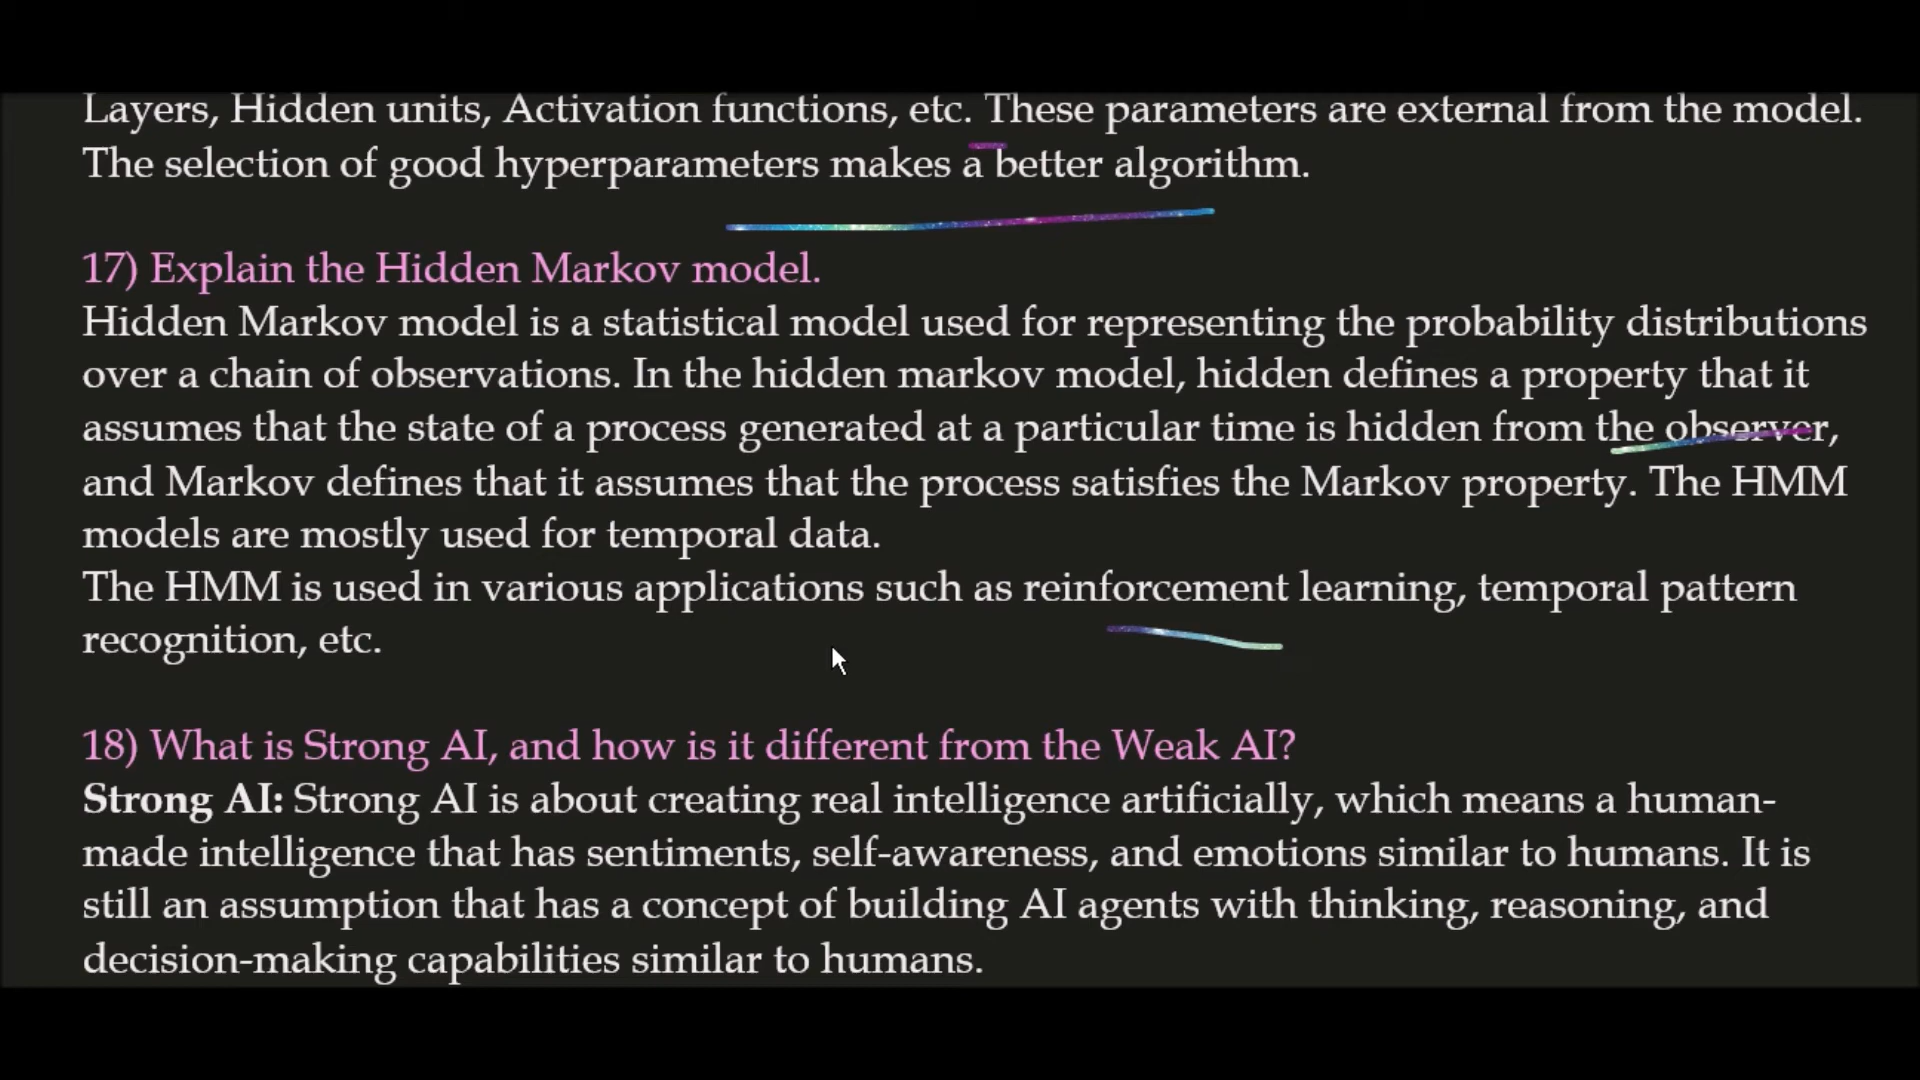 Layers, Hidden units, Activation functions, etc. These parameters are external from the model.
The selection of good hyperparameters makes a better algorithm.
17) Explain the Hidden Markov model.
Hidden Markov model is a statistical model used for representing the probability distributions
over a chain of observations. In the hidden markov model, hidden defines a property that it
assumes that the state of a process generated at a particular time is hidden from the observer,
and Markov defines that it assumes that the process satisfies the Markov property. The HMM
models are mostly used for temporal data.
The HMM is used in various applications such as reinforcement learning, temporal pattern
recognition, etc.
18) What is Strong AI, and how is it different from the Weak AI?
Strong AI: Strong AI is about creating real intelligence artificially, which means a human-
made intelligence that has sentiments, self-awareness, and emotions similar to humans. It is
still an assumption that has a concept of building AI agents with thinking, reasoning, and
decision-making capabilities similar to humans.